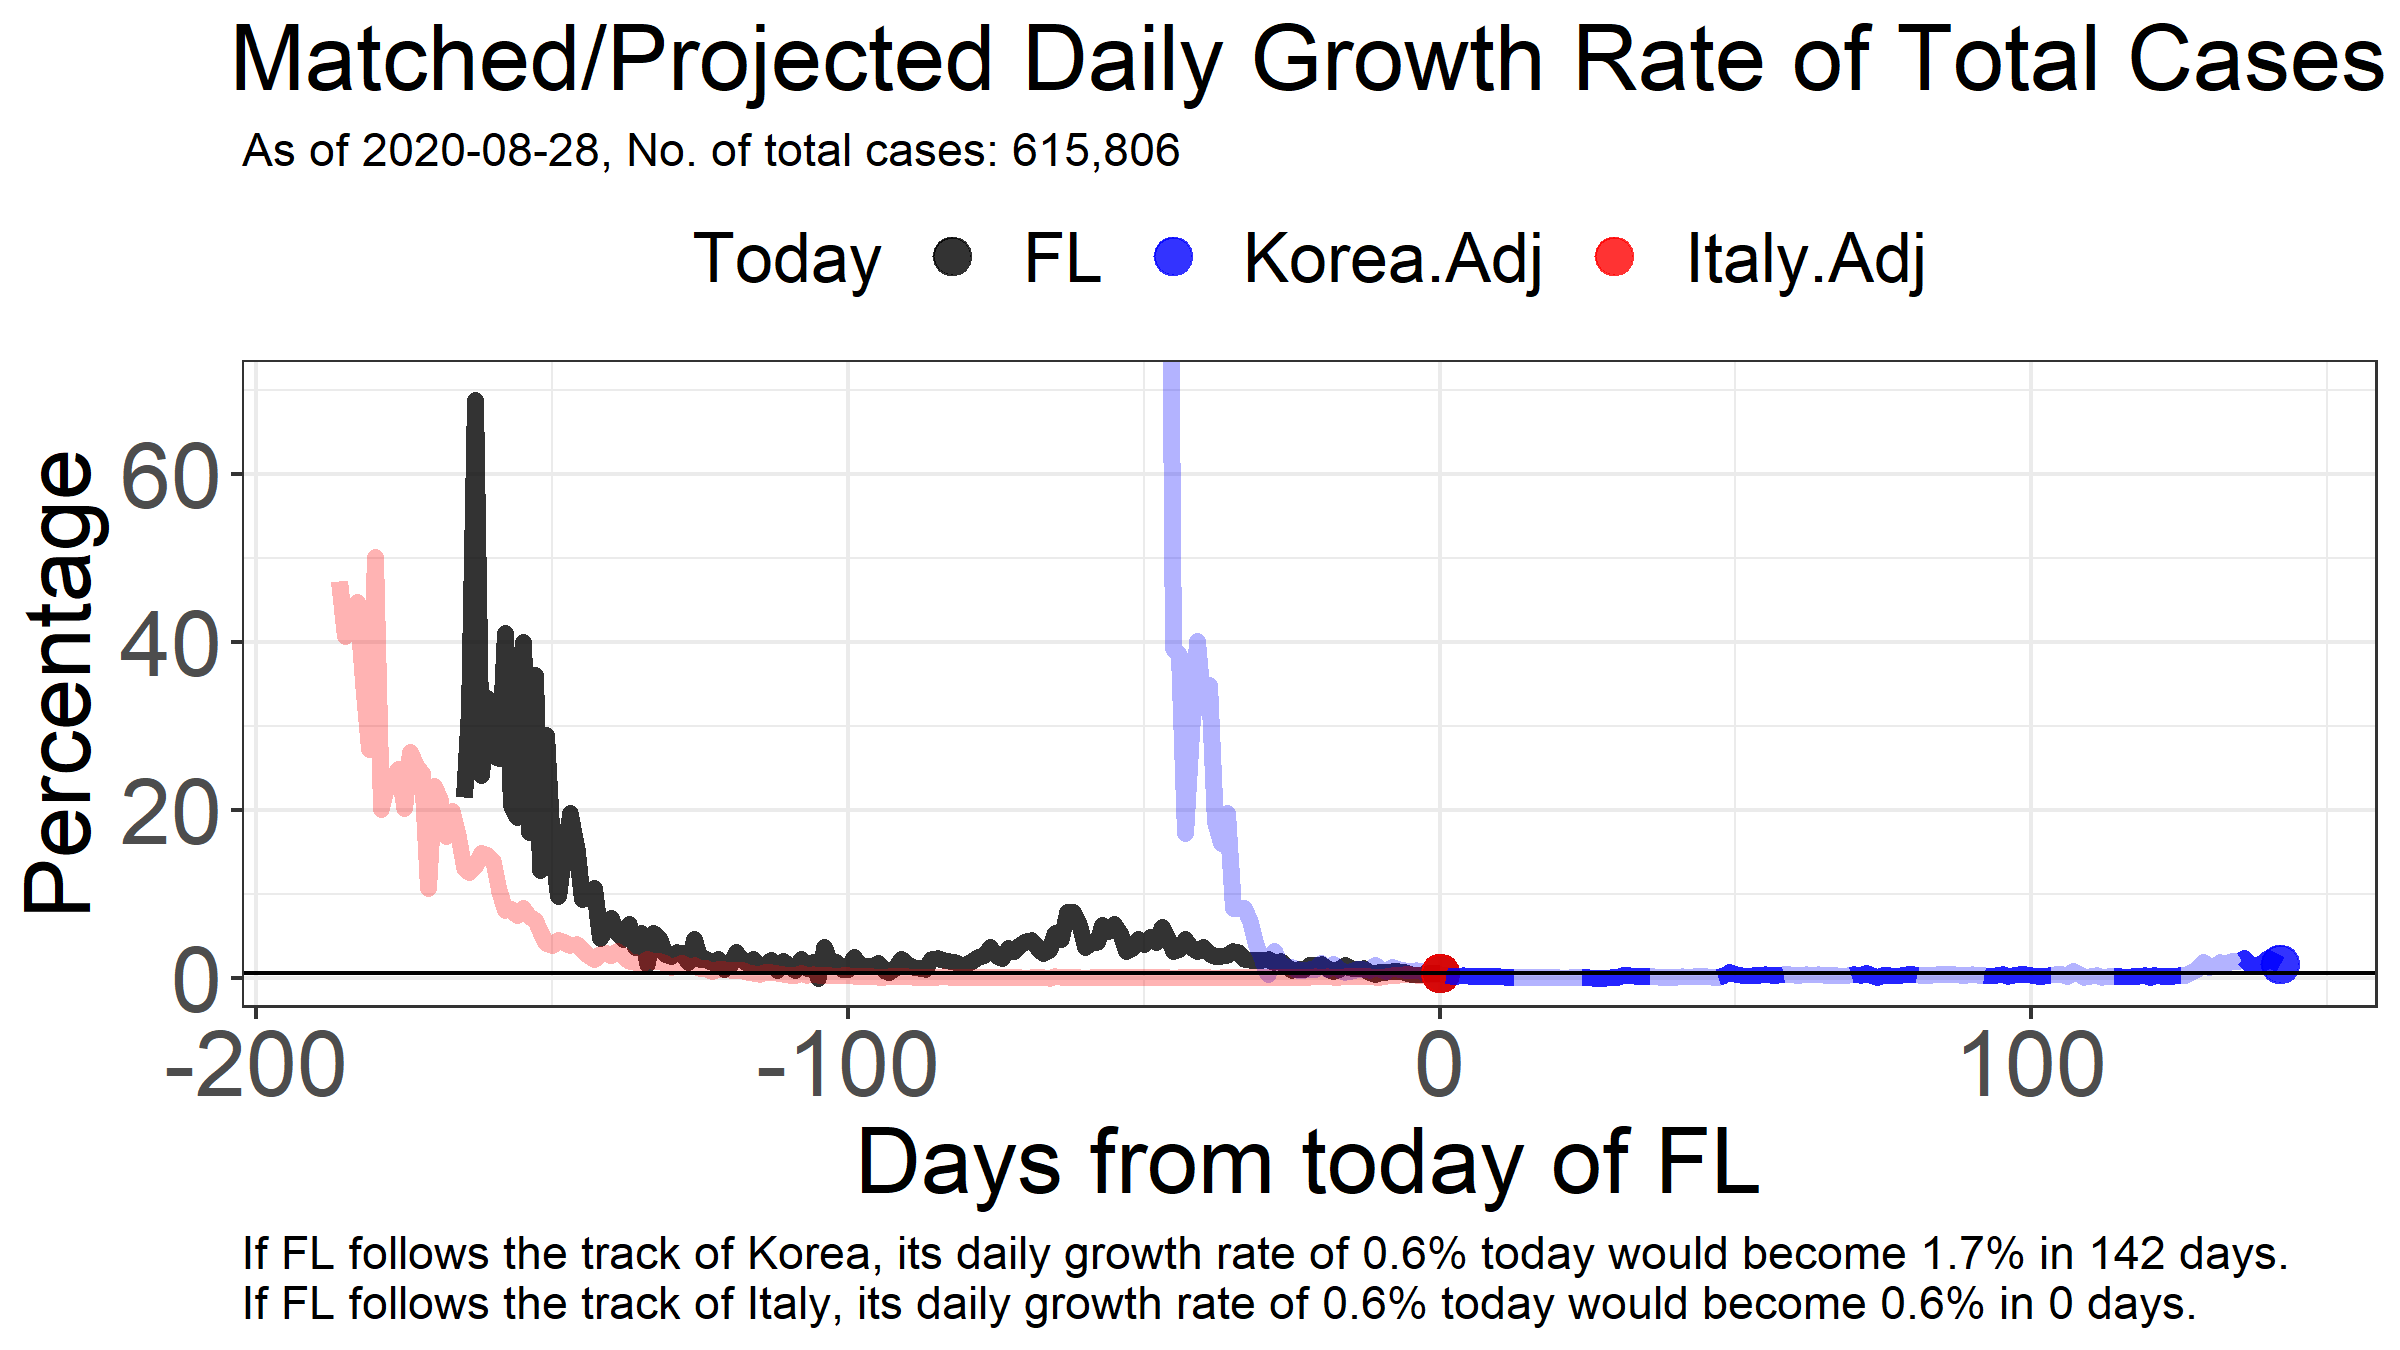 Matched/Projected Daily Growth Rate of Total Cases
As of 2020-08-28, No. of total cases: 615,806
Today FL Korea.Adj Italy.Adj
Percentage
60
40
20
0
-200 -100 0 100
Days from today of FL
If FL follows the track of Korea, its daily growth rate of 0.6% today would become 1.7% in 142 days.
If FL follows the track of Italy, its daily growth rate of 0.6% today would become 0.6% in 0 days.